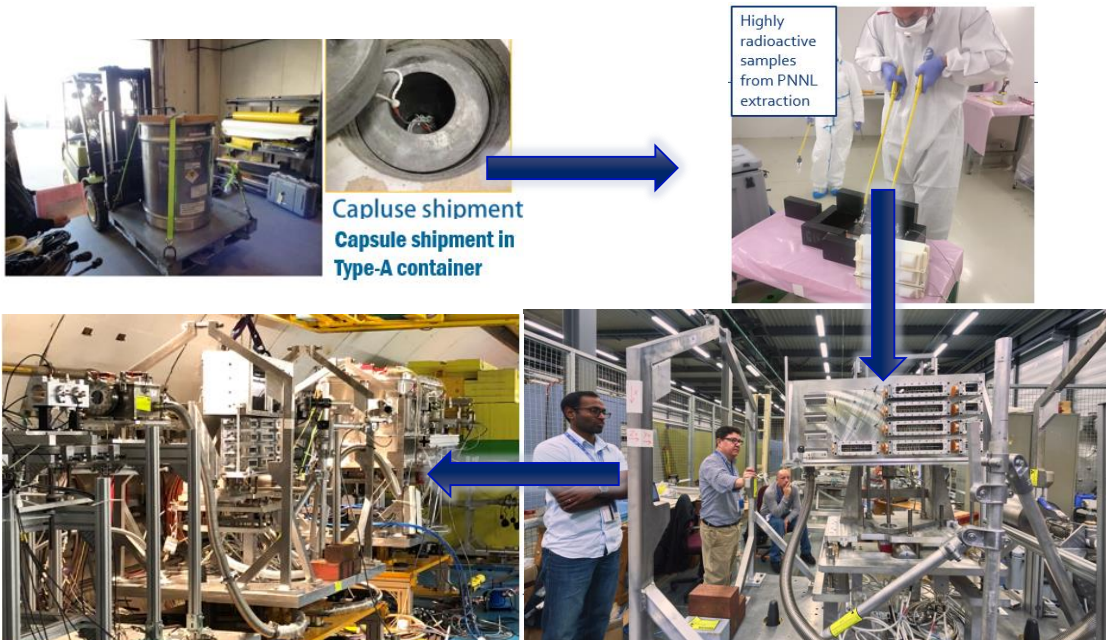 Highly
radioactive
samples
from PNNL
extraction
Capluse shipment
Capsule shipment in
Type-A container